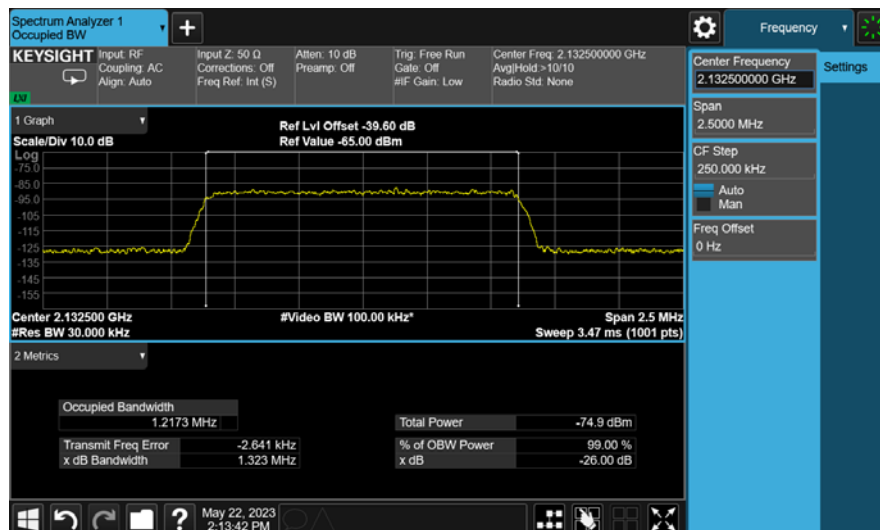 Spectrum Analyzer 1
Occupied BW
+
Frequency
KEYSIGHT
Input: RF
Coupling: AC
Align: Auto
Input Z: 50 Ω
Corrections: Off
Freq Ref: Int (S)
Atten: 10 dB
Preamp: Off
Trig: Free Run
Gate: Off
#IF Gain: Low
Center Freq: 2.132500000 GHz
Avg|Hold:>10/10
Radio Std: None
LXI
Center Frequency
2.132500000 GHz
Settings
Span
2.5000 MHz
CF Step
250.000 kHz
Auto
Man
Freq Offset
0 Hz
1 Graph
Scale/Div 10.0 dB
Ref Lvl Offset -39.60 dB
Ref Value -65.00 dBm
Log
-75.0
-85.0
-95.0
-105
-115
-125
-135
-145
-155
Center 2.132500 GHz
#Video BW 100.00 kHz*
Span 2.5 MHz
#Res BW 30.000 kHz
Sweep 3.47 ms (1001 pts)
2 Metrics
Occupied Bandwidth
1.2173 MHz
Total Power -74.9 dBm
Transmit Freq Error -2.641 kHz
% of OBW Power 99.00 %
x dB Bandwidth 1.323 MHz
x dB -26.00 dB
?
May 22, 2023
2:13:42 PM